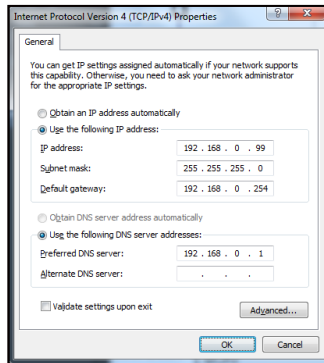 Internet Protocol Version 4 (TCP/IPv4) Properties
General
You can get IP settings assigned automatically if your network supports
this capability. Otherwise, you need to ask your network administrator
for the appropriate IP settings.
Obtain an IP address automatically
Use the following IP address:
IP address: 192 . 168 . 0 . 99
Subnet mask: 255 . 255 . 255 . 0
Default gateway: 192 . 168 . 0 . 254
Obtain DNS server address automatically
Use the following DNS server addresses:
Preferred DNS server: 192 . 168 . 0 . 1
Alternate DNS server: . . .
Validate settings upon exit
Advanced...
OK Cancel